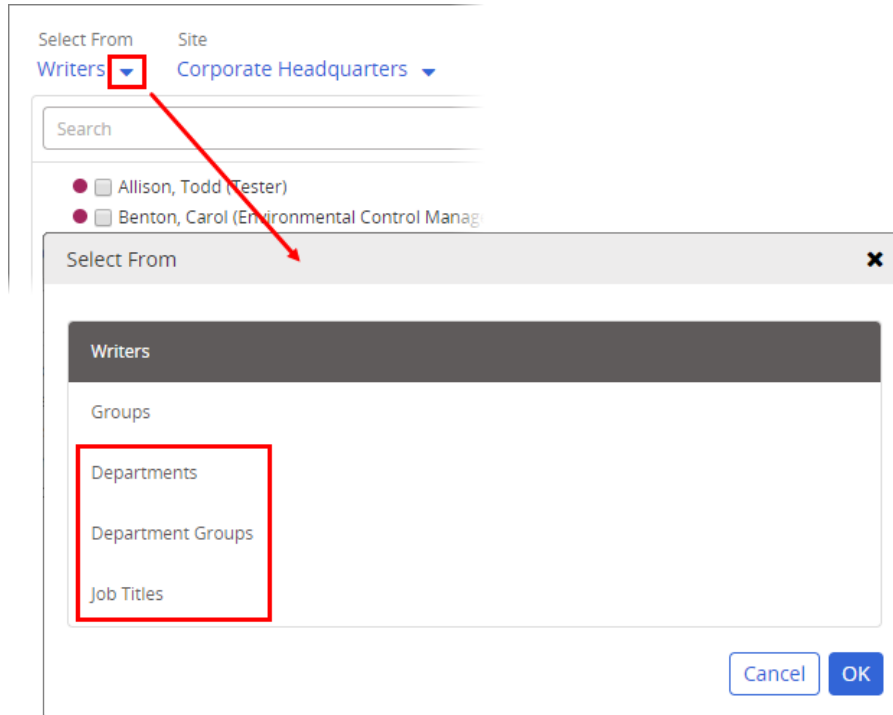 Select From Site
Writers Corporate Headquarters
Search
Allison, Todd (Tester)
Benton, Carol (Environmental Control Manag
Select From
Writers
Groups
Departments
Department Groups
Job Titles
Cancel OK